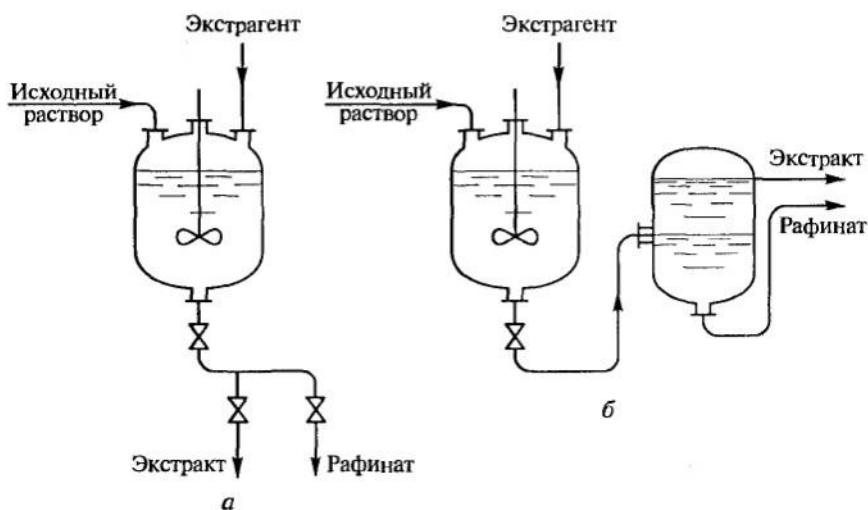 Экстрагент
Исходный
раствор
Экстракт
Рафинат
а
Экстрагент
Исходный
раствор
Экстракт
Рафинат
б